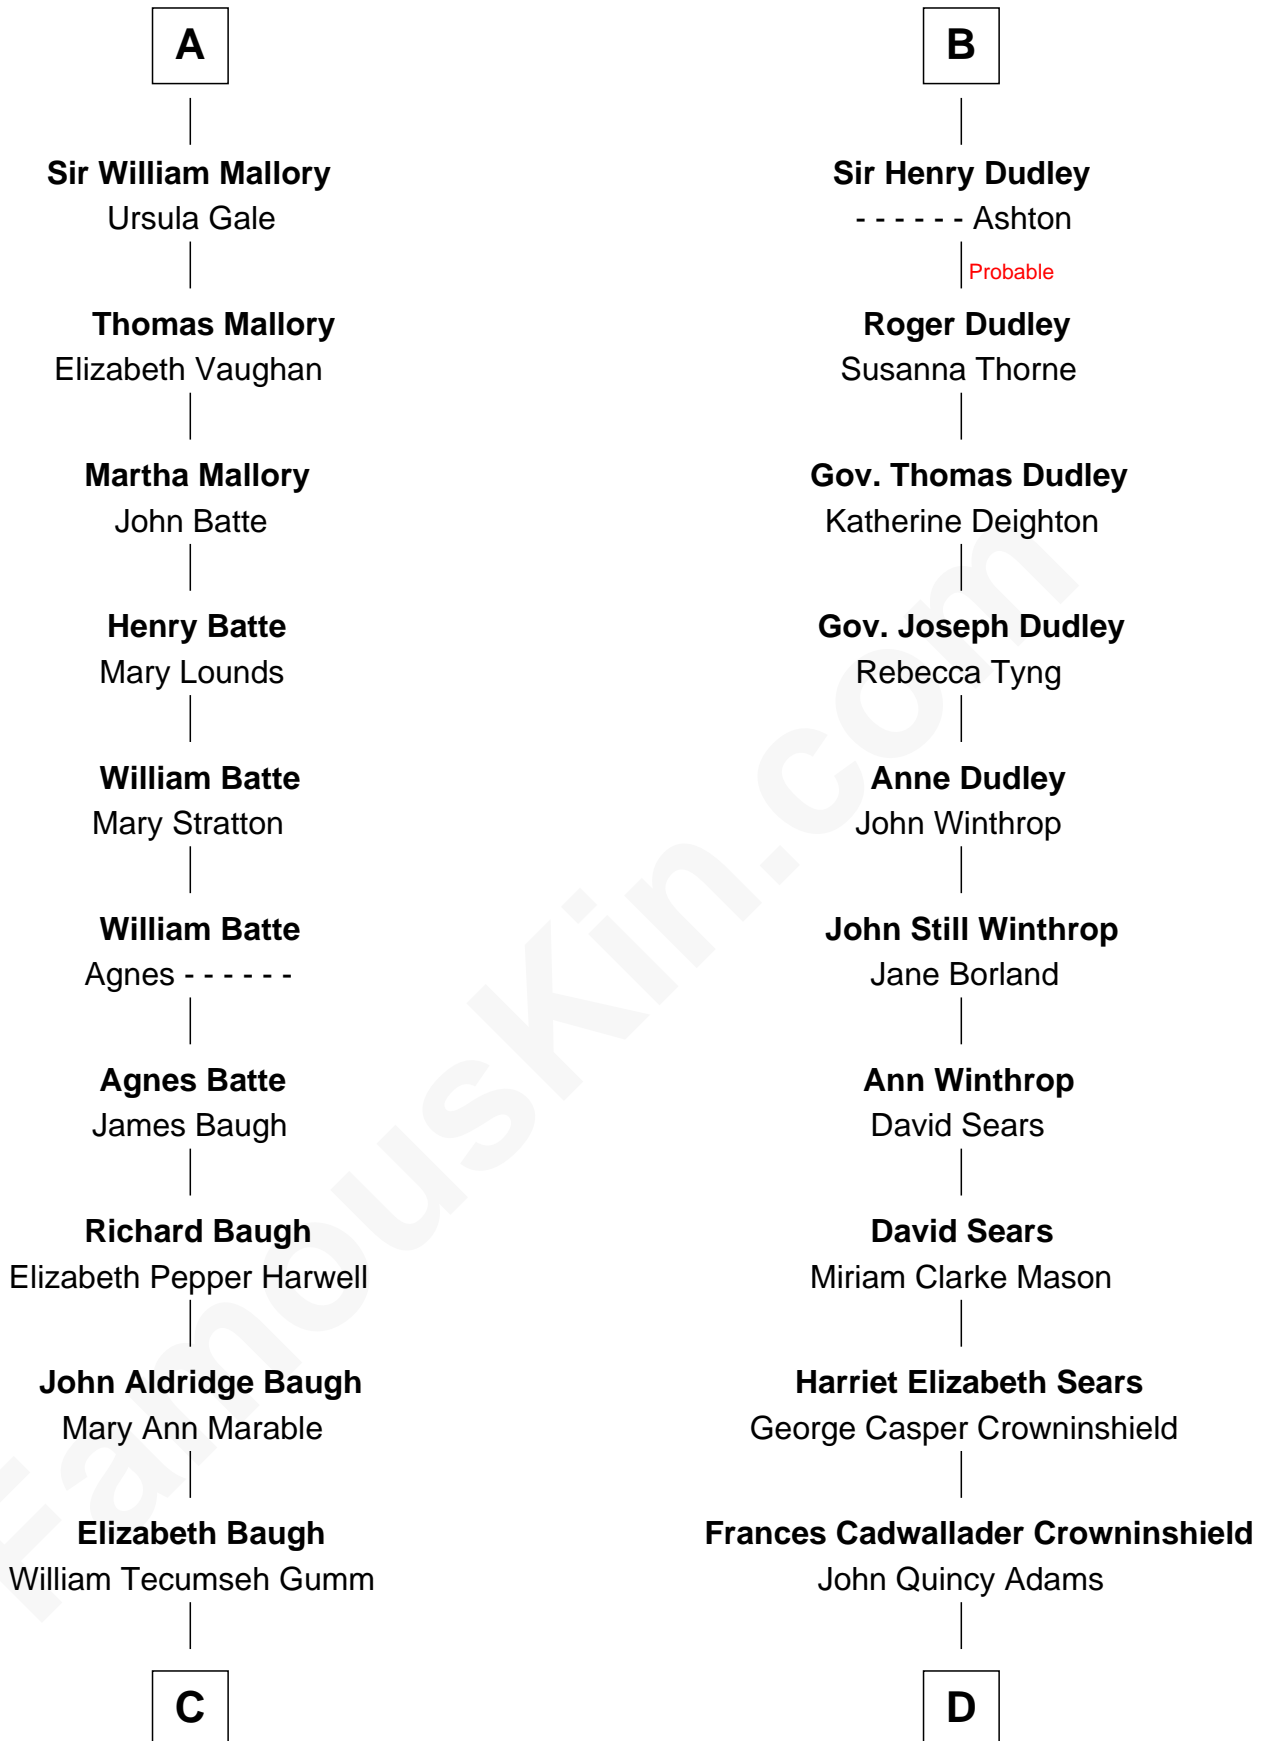 A
Sir William Mallory
Ursula Gale
Thomas Mallory
Elizabeth Vaughan
Martha Mallory
John Batte
Henry Batte
Mary Lounds
William Batte
Mary Stratton
William Batte
Agnes - - - - - -
Agnes Batte
James Baugh
Richard Baugh
Elizabeth Pepper Harwell
John Aldridge Baugh
Mary Ann Marable
Elizabeth Baugh
William Tecumseh Gumm
C
B
Sir Henry Dudley
- - - - - - Ashton
Probable
Roger Dudley
Susanna Thorne
Gov. Thomas Dudley
Katherine Deighton
Gov. Joseph Dudley
Rebecca Tyng
Anne Dudley
John Winthrop
John Still Winthrop
Jane Borland
Ann Winthrop
David Sears
David Sears
Miriam Clarke Mason
Harriet Elizabeth Sears
George Casper Crowninshield
Frances Cadwallader Crowninshield
John Quincy Adams
D
FamousKin.com